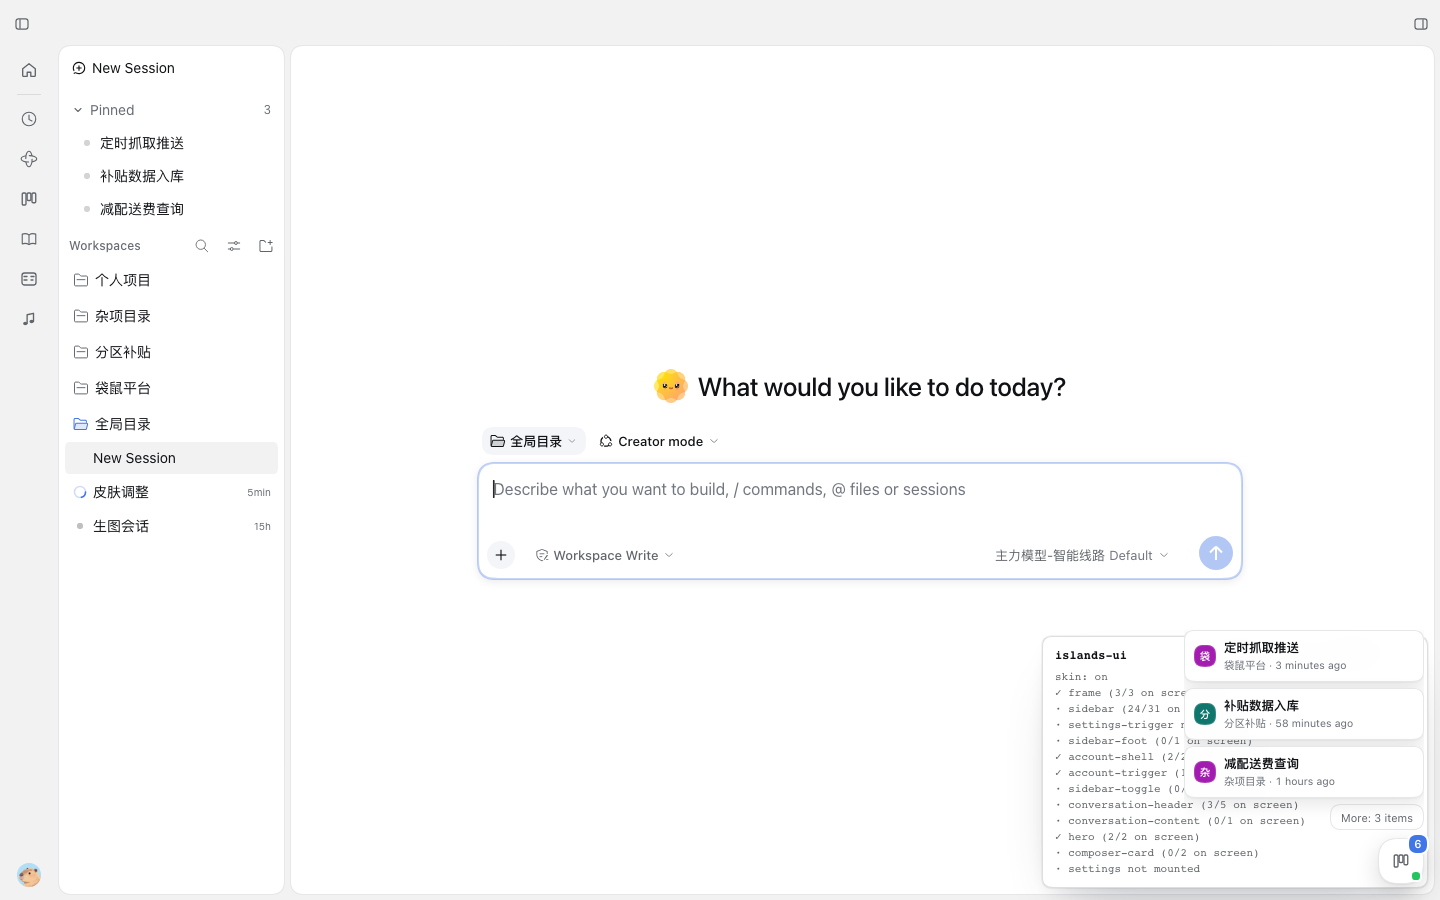 New Session
Pinned 3
定时抓取推送
补贴数据入库
减配送费查询
Workspaces
个人项目
杂项目录
分区补贴
袋鼠平台
全局目录
New Session
皮肤调整 5min
生图会话 15h
What would you like to do today?
全局目录 Creator mode
Describe what you want to build, / commands, @ files or sessions
Workspace Write 主力模型-智能线路 Default
islands-ui
skin: on
✓ frame (3/3 on scre
· sidebar (24/31 on
· settings-trigger
· sidebar-foot (0/1 on screen)
✓ account-shell (2/2
✓ account-trigger (1
· sidebar-toggle (0/
· conversation-header (3/5 on screen)
· conversation-content (0/1 on screen)
✓ hero (2/2 on screen)
· composer-card (0/2 on screen)
· settings not mounted
袋 定时抓取推送
袋鼠平台 · 3 minutes ago
分 补贴数据入库
分区补贴 · 58 minutes ago
杂 减配送费查询
杂项目录 · 1 hours ago
More: 3 items
6